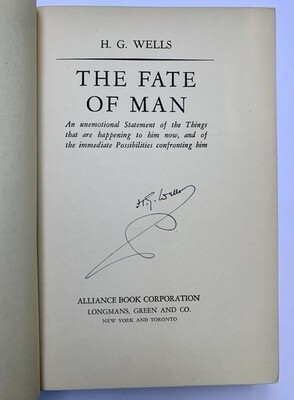 H. G. WELLS
THE FATE
OF MAN
An unemotional Statement of the Things
that are happening to him now, and of
the immediate Possibilities confronting him
H.G. Wells
ALLIANCE BOOK CORPORATION
LONGMANS, GREEN AND CO.
NEW YORK AND TORONTO